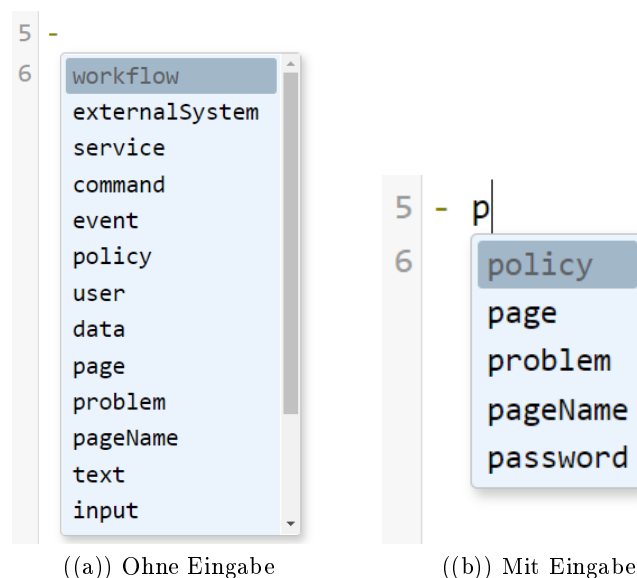 5 -
6
workflow
externalSystem
service
command
event
policy
user
data
page
problem
pageName
text
input
((a)) Ohne Eingabe
5 - p
6
policy
page
problem
pageName
password
((b)) Mit Eingabe